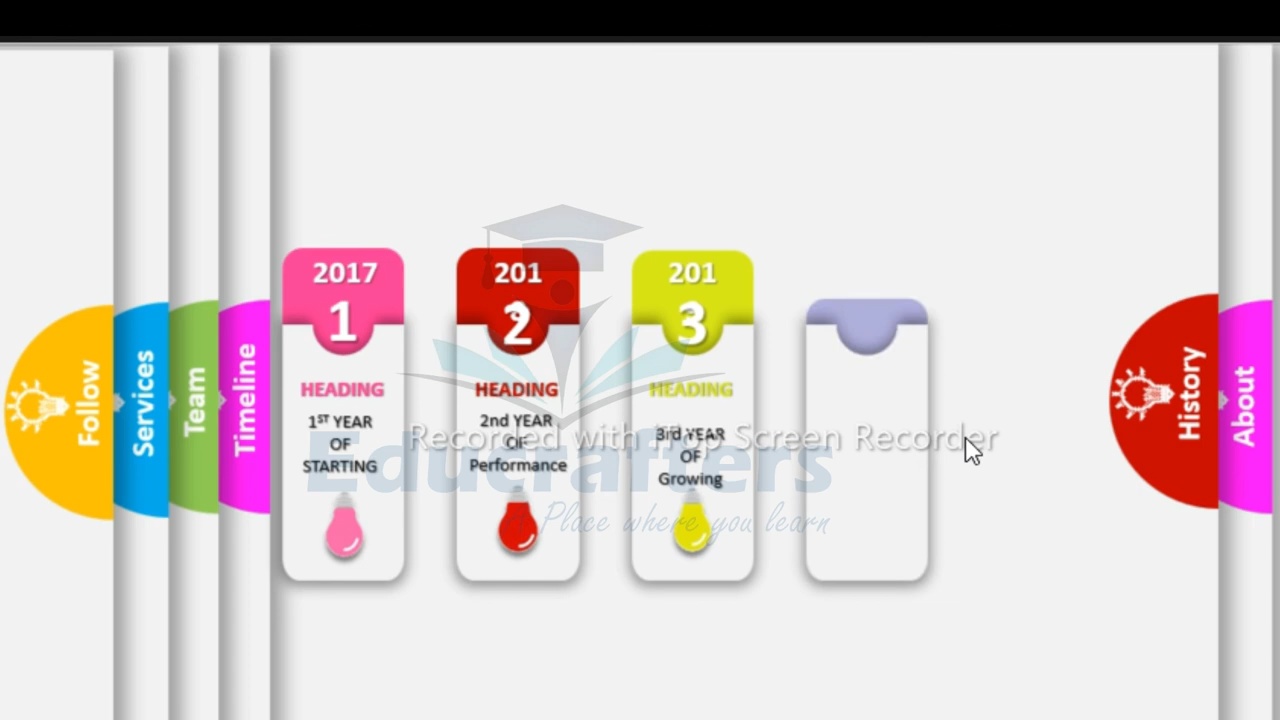 Follow
Services
Team
Timeline
2017
1
HEADING
1ST YEAR
OF
STARTING
201
2
HEADING
2nd YEAR
OF
Performance
201
3
HEADING
3rd YEAR
OF
Growing
History
About
Recorded with iTop Screen Recorder
Educrafters
A Place where you learn